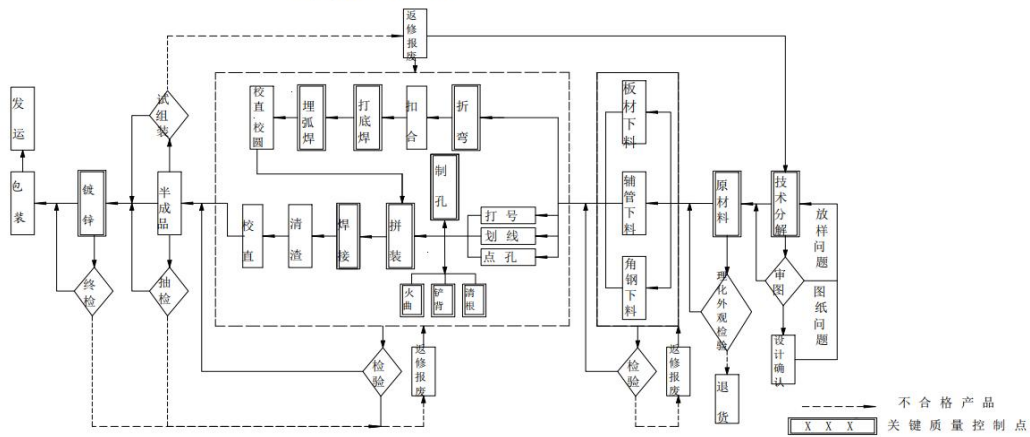 返修报废
发运
试组装
校直校圆
埋弧焊
打底焊
扣合
折弯
板材下料
制孔
包装
镀锌
半成品
校直
清渣
焊接
拼装
打号
划线
点孔
辅管下料
原材料
技术分解
放样问题
终检
抽检
火曲
铲背
清根
角钢下料
理化外观检验
审图
图纸问题
检验
返修报废
检验
返修报废
设计确认
退货
不合格产品
XXX
关键质量控制点